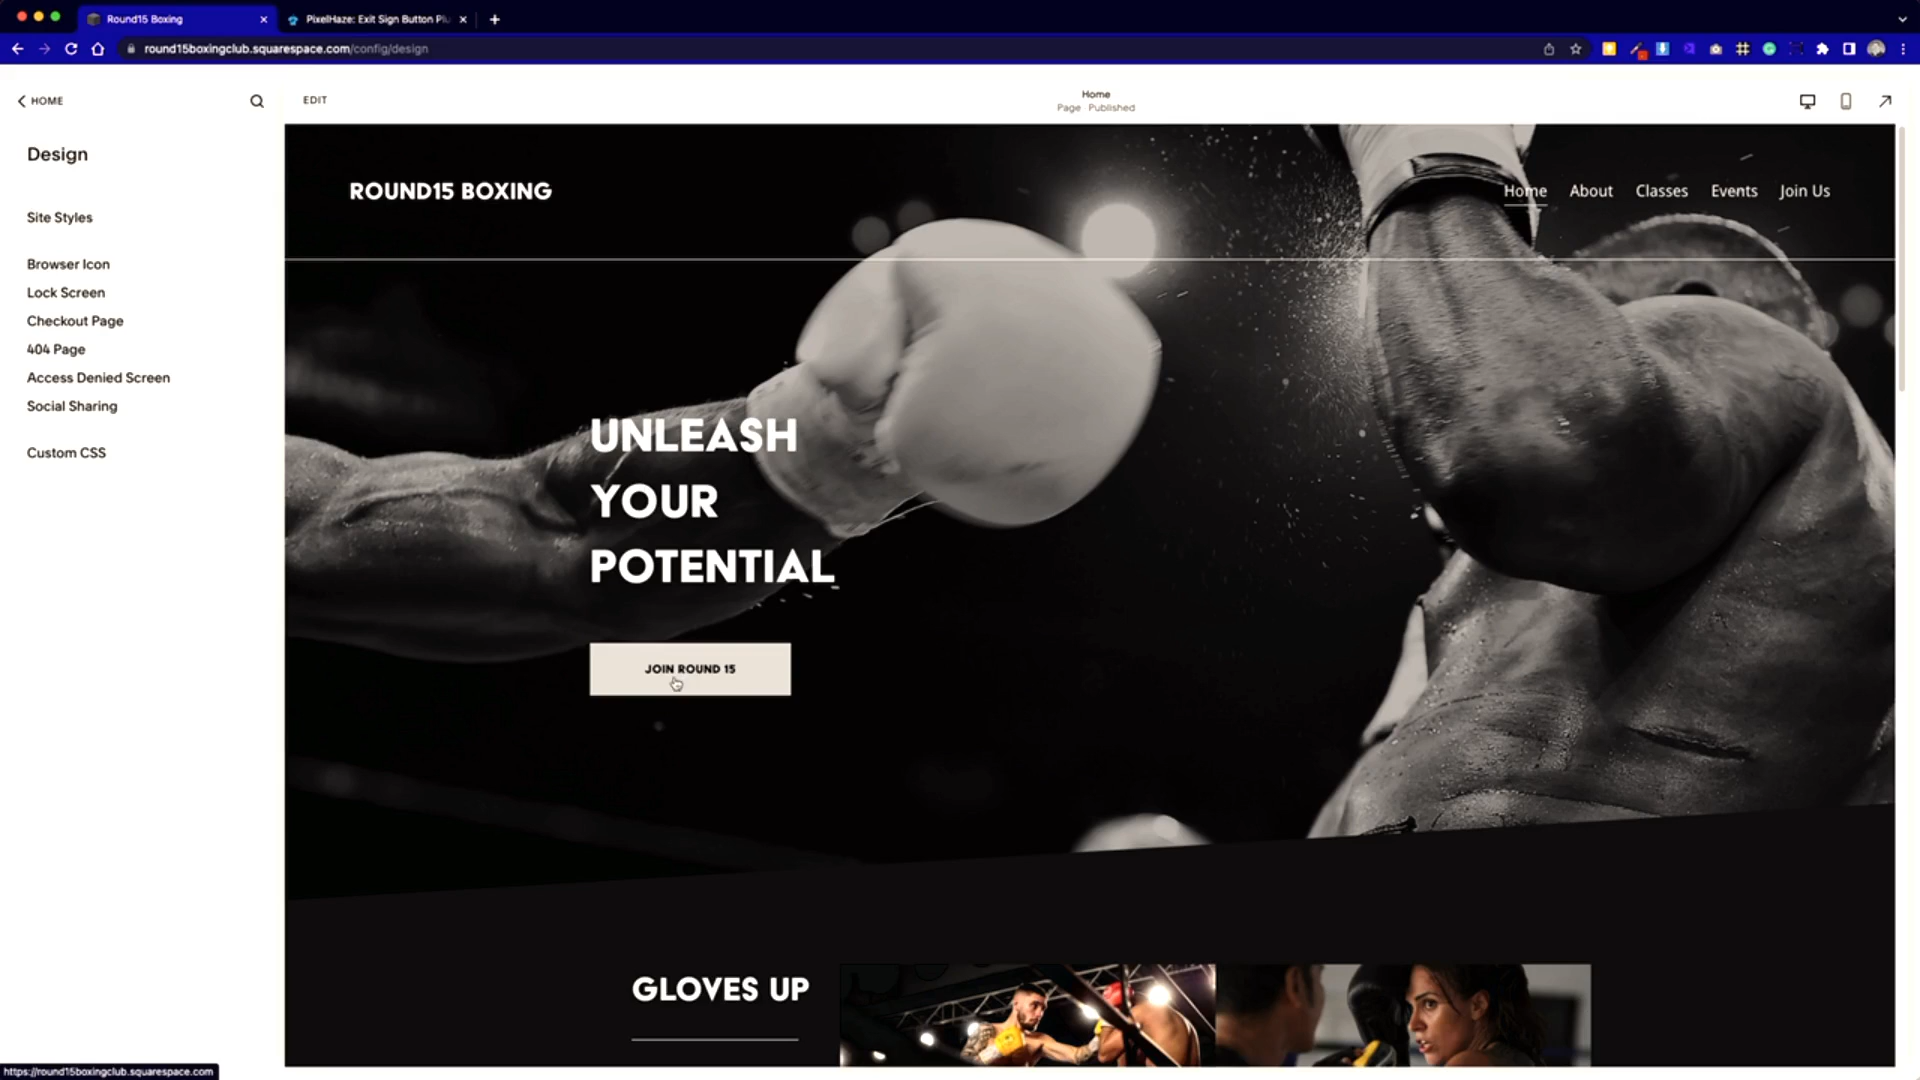 Round15 Boxing
PixelHaze: Exit Sign Button Plu
round15boxingclub.squarespace.com/config/design
HOME
EDIT
Home
Page Published
Design
Site Styles
Browser Icon
Lock Screen
Checkout Page
404 Page
Access Denied Screen
Social Sharing
Custom CSS
ROUND15 BOXING
Home About Classes Events Join Us
UNLEASH
YOUR
POTENTIAL
JOIN ROUND 15
GLOVES UP
https://round15boxingclub.squarespace.com